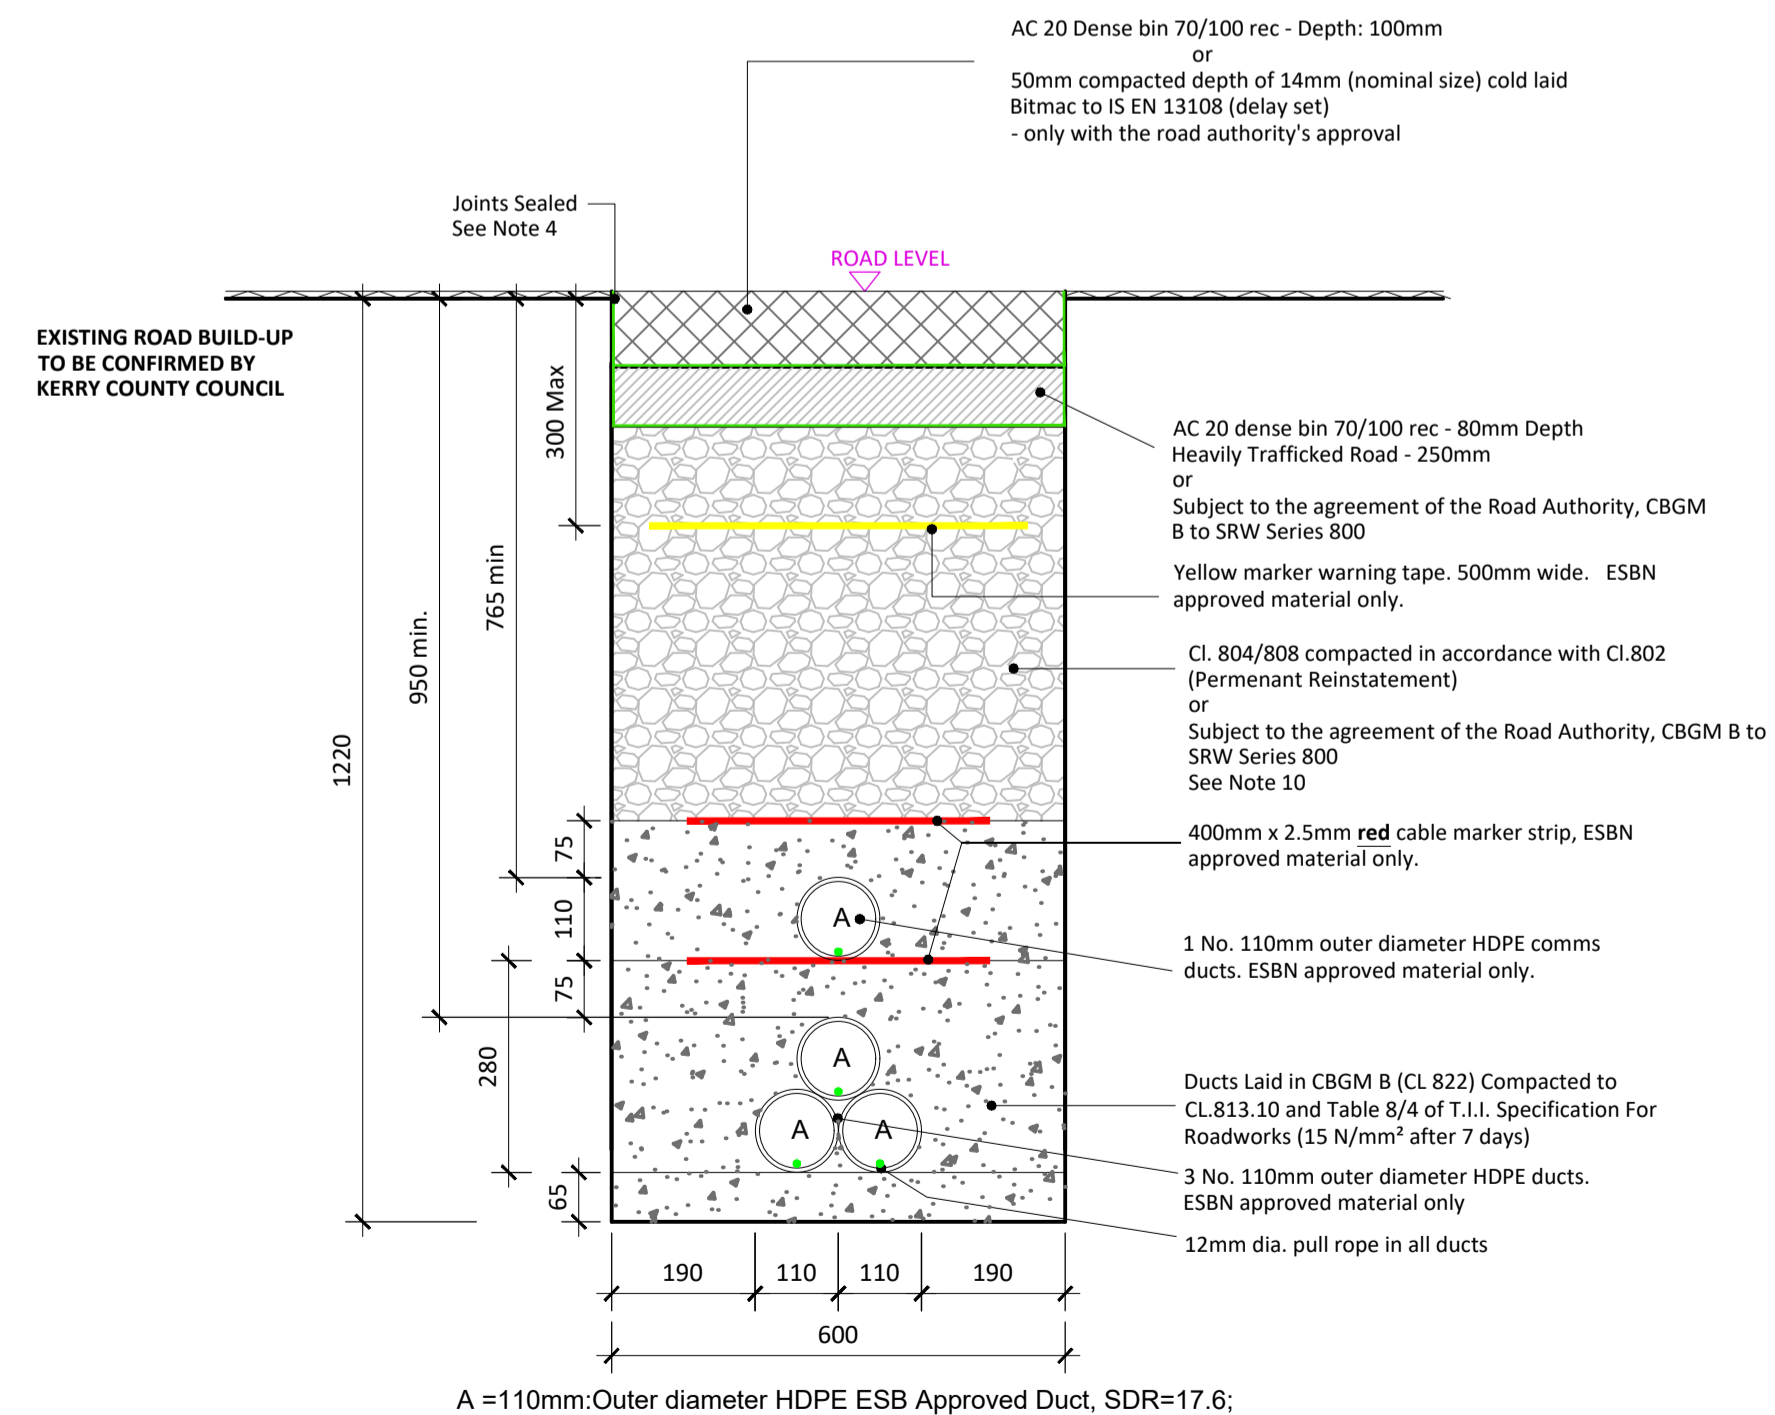 AC 20 Dense bin 70/100 rec - Depth: 100mm
or
50mm compacted depth of 14mm (nominal size) cold laid
Bitmac to IS EN 13108 (delay set)
- only with the road authority's approval
Joints Sealed
See Note 4
ROAD LEVEL
EXISTING ROAD BUILD-UP
TO BE CONFIRMED BY
KERRY COUNTY COUNCIL
300 Max
765 min
950 min.
1220
AC 20 dense bin 70/100 rec - 80mm Depth
Heavily Trafficked Road - 250mm
or
Subject to the agreement of the Road Authority, CBGM
B to SRW Series 800
Yellow marker warning tape. 500mm wide. ESBN
approved material only.
Cl. 804/808 compacted in accordance with Cl.802
(Permenant Reinstatement)
or
Subject to the agreement of the Road Authority, CBGM B to
SRW Series 800
See Note 10
400mm x 2.5mm red cable marker strip, ESBN
approved material only.
75
110
75
280
65
A
A
A
A
1 No. 110mm outer diameter HDPE comms
ducts. ESBN approved material only.
Ducts Laid in CBGM B (CL 822) Compacted to
CL.813.10 and Table 8/4 of T.I.I. Specification For
Roadworks (15 N/mm² after 7 days)
3 No. 110mm outer diameter HDPE ducts.
ESBN approved material only
12mm dia. pull rope in all ducts
190
110
110
190
600
A =110mm:Outer diameter HDPE ESB Approved Duct, SDR=17.6;